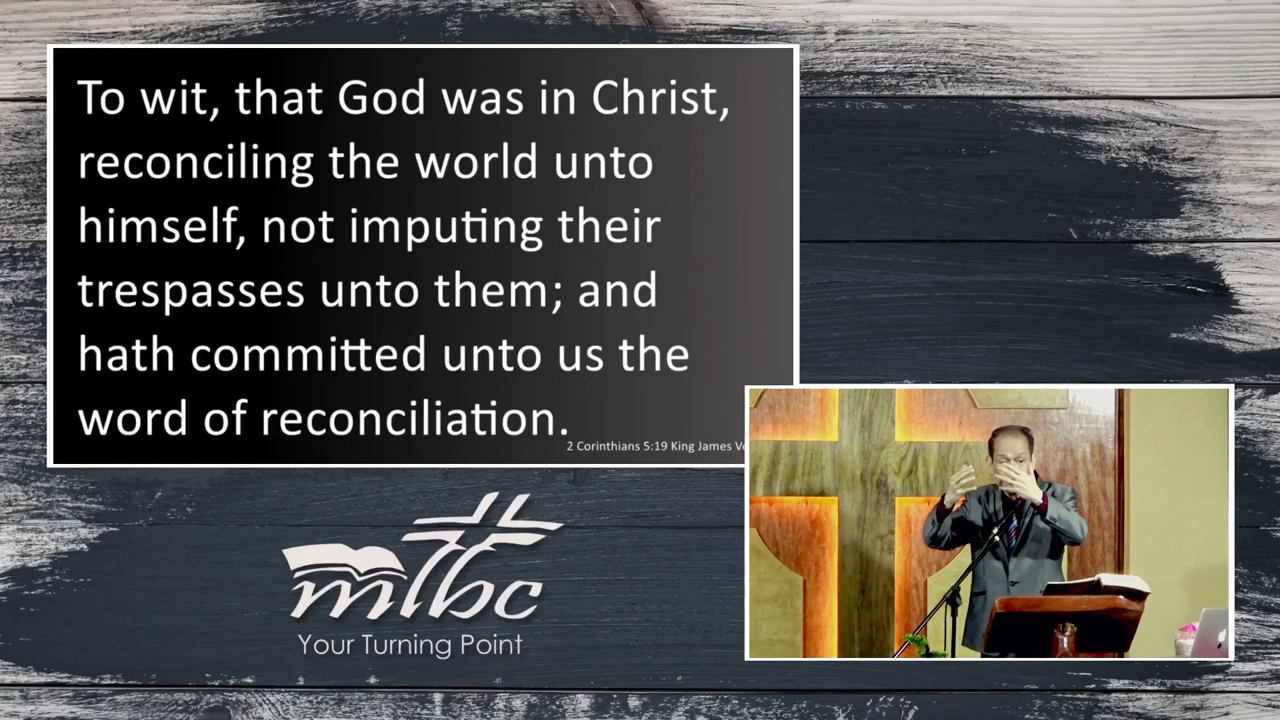 To wit, that God was in Christ,
reconciling the world unto
himself, not imputing their
trespasses unto them; and
hath committed unto us the
word of reconciliation.
2 Corinthians 5:19 King James
mlbc
Your Turning Point